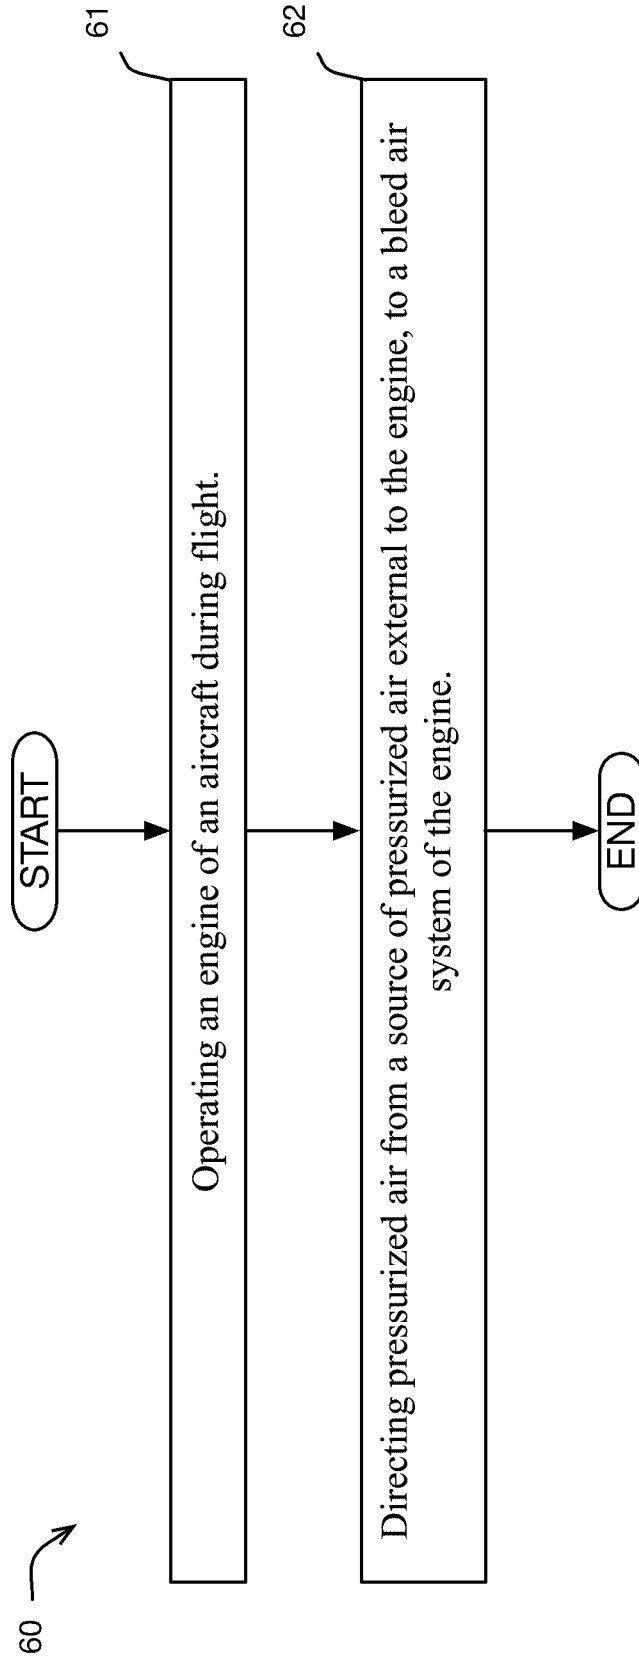 60
START
61
Operating an engine of an aircraft during flight.
62
Directing pressurized air from a source of pressurized air external to the engine, to a bleed air
system of the engine.
END